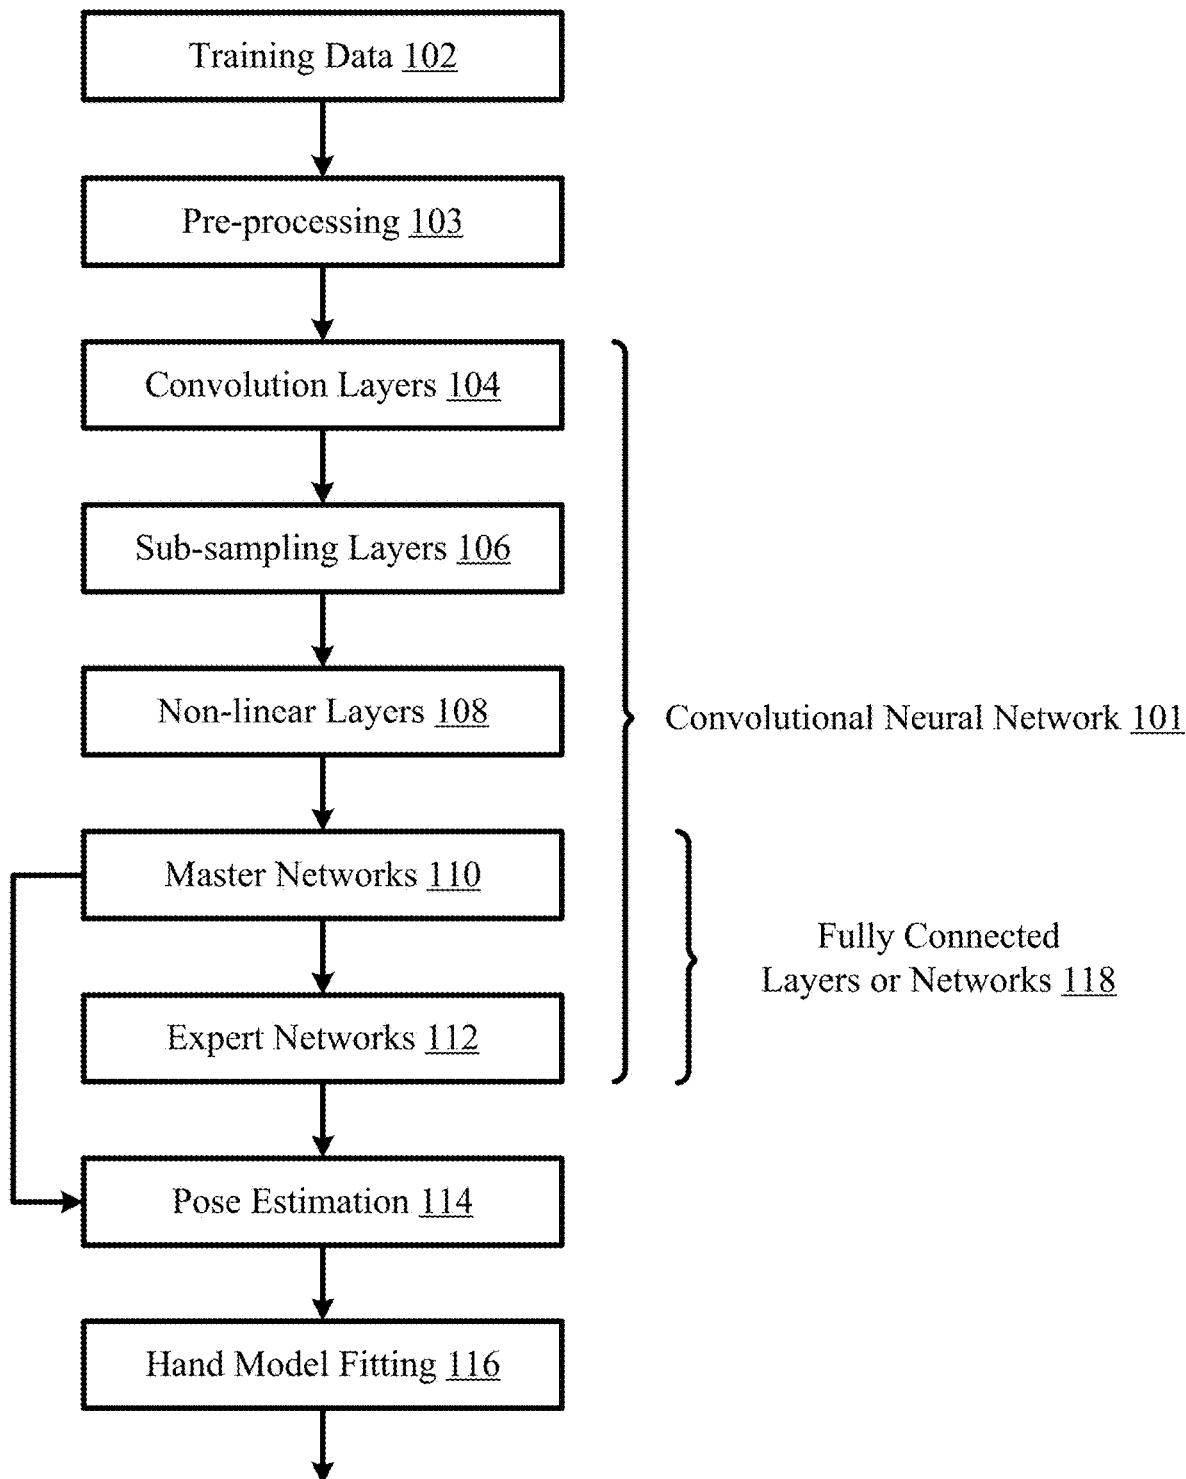 Training Data 102
Pre-processing 103
Convolution Layers 104
Sub-sampling Layers 106
Non-linear Layers 108
Convolutional Neural Network 101
Master Networks 110
Fully Connected
Layers or Networks 118
Expert Networks 112
Pose Estimation 114
Hand Model Fitting 116